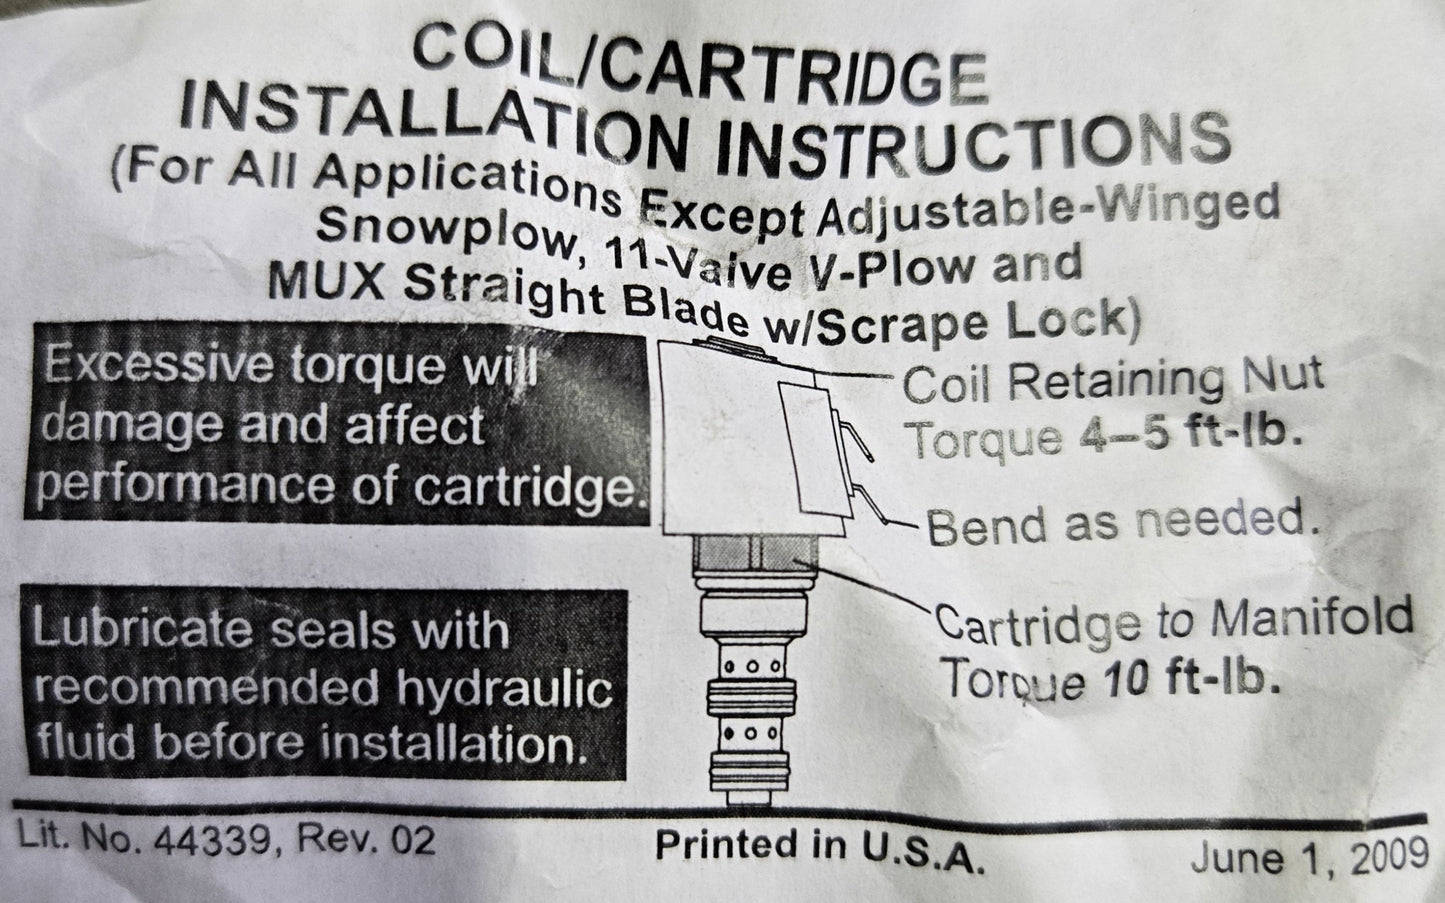 COIL/CARTRIDGE
INSTALLATION INSTRUCTIONS
(For All Applications Except Adjustable-Winged
Snowplow, 11-Valve V-Plow and
MUX Straight Blade w/Scrape Lock)
Excessive torque will
damage and affect
performance of cartridge.
Coil Retaining Nut
Torque 4–5 ft-lb.
Bend as needed.
Lubricate seals with
recommended hydraulic
fluid before installation.
Cartridge to Manifold
Torque 10 ft-lb.
Lit. No. 44339, Rev. 02
Printed in U.S.A.
June 1, 2009